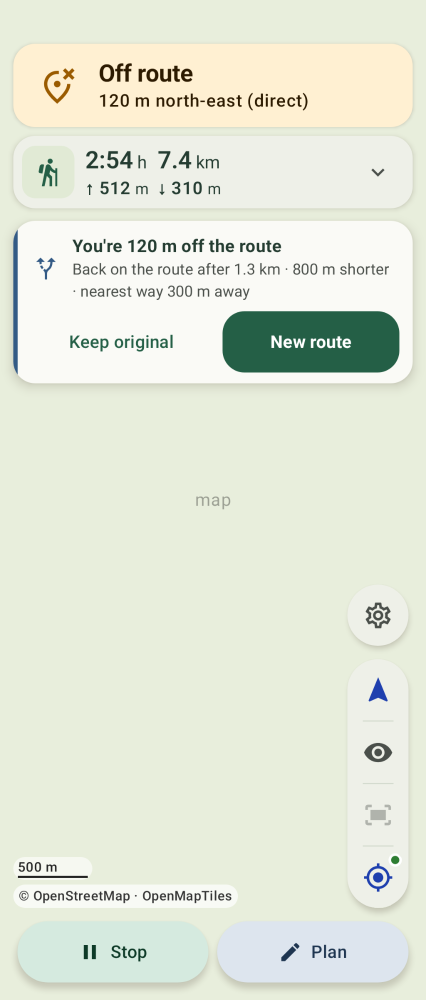 Off route
120 m north-east (direct)
2:54 h 7.4 km
↑ 512 m ↓ 310 m
You're 120 m off the route
Back on the route after 1.3 km · 800 m shorter
· nearest way 300 m away
Keep original
New route
map
500 m
© OpenStreetMap · OpenMapTiles
Stop
Plan